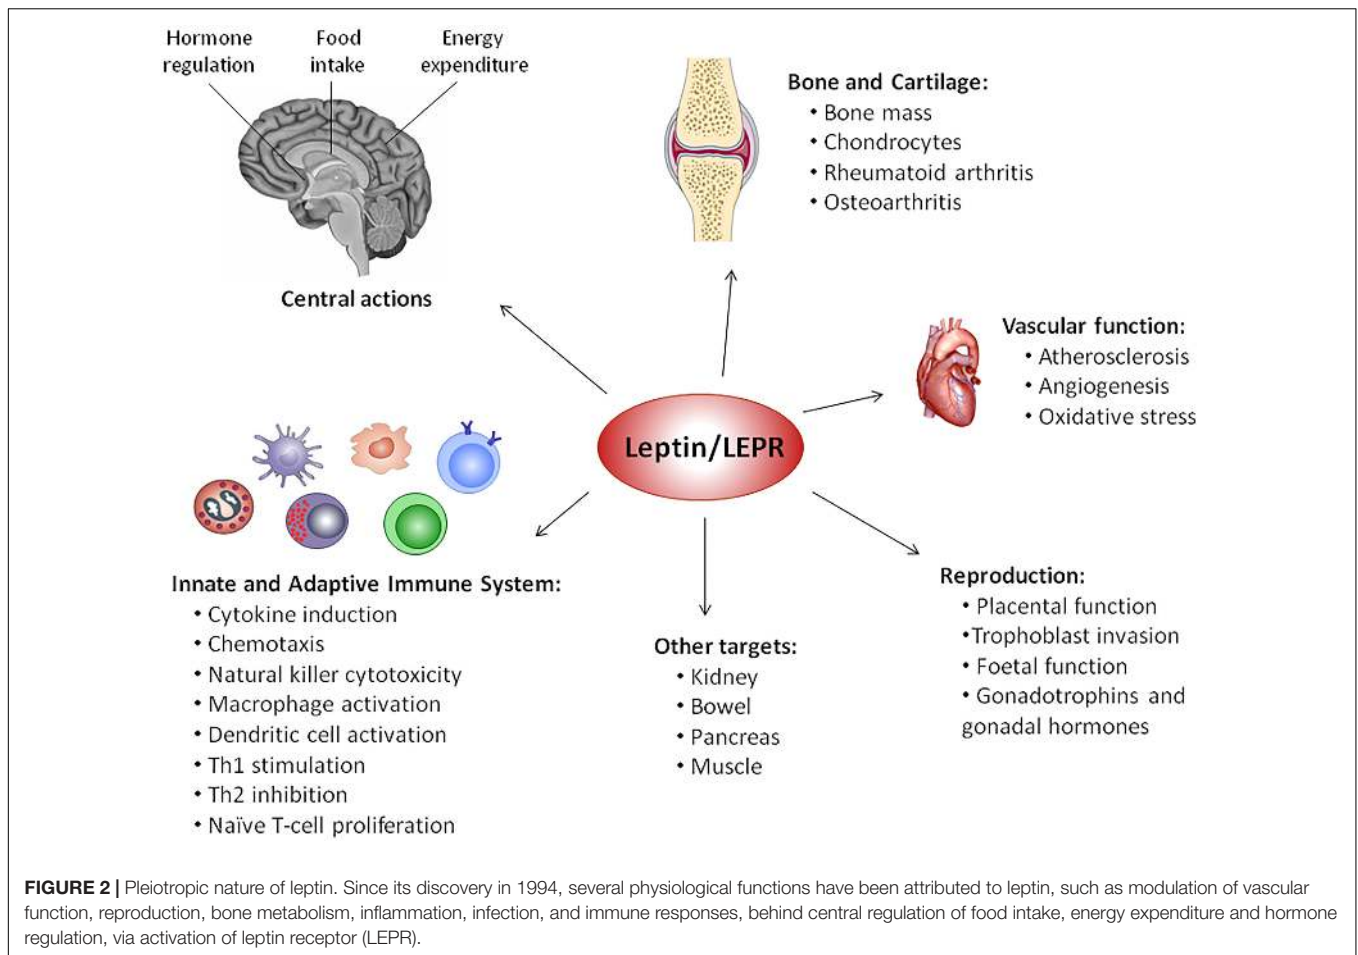 Hormone
regulation
Food
intake
Energy
expenditure
Central actions
Bone and Cartilage:
• Bone mass
• Chondrocytes
• Rheumatoid arthritis
• Osteoarthritis
Vascular function:
• Atherosclerosis
• Angiogenesis
• Oxidative stress
Leptin/LEPR
Innate and Adaptive Immune System:
• Cytokine induction
• Chemotaxis
• Natural killer cytotoxicity
• Macrophage activation
• Dendritic cell activation
• Th1 stimulation
• Th2 inhibition
• Naïve T-cell proliferation
Other targets:
• Kidney
• Bowel
• Pancreas
• Muscle
Reproduction:
• Placental function
•Trophoblast invasion
• Foetal function
• Gonadotrophins and
gonadal hormones
FIGURE 2 | Pleiotropic nature of leptin. Since its discovery in 1994, several physiological functions have been attributed to leptin, such as modulation of vascular
function, reproduction, bone metabolism, inflammation, infection, and immune responses, behind central regulation of food intake, energy expenditure and hormone
regulation, via activation of leptin receptor (LEPR).